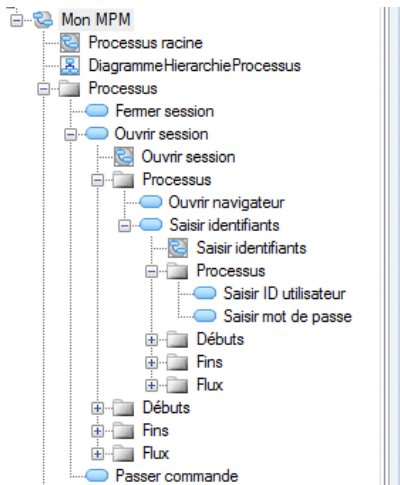 Mon MPM
Processus racine
DiagrammeHierarchieProcessus
Processus
Fermer session
Ouvrir session
Ouvrir session
Processus
Ouvrir navigateur
Saisir identifiants
Saisir identifiants
Processus
Saisir ID utilisateur
Saisir mot de passe
Débuts
Fins
Flux
Débuts
Fins
Flux
Passer commande